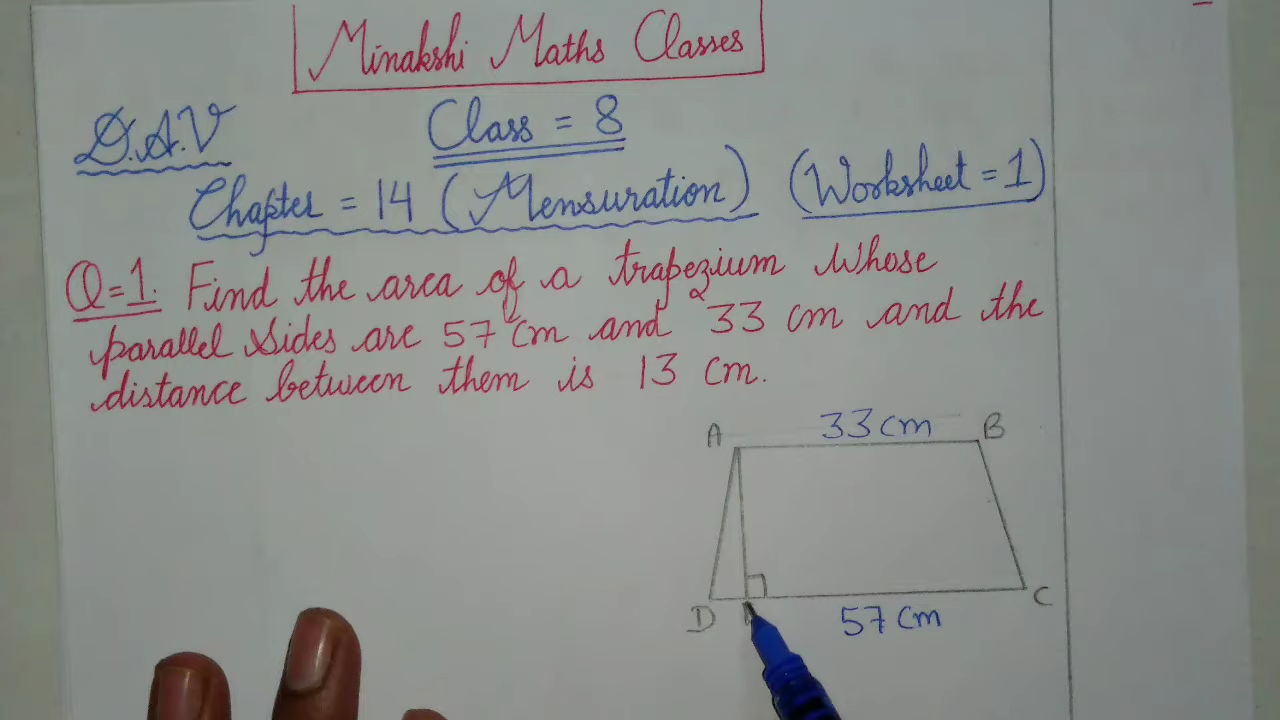 Minakshi Maths Classes
D.A.V Class = 8
Chapter = 14 (Mensuration) (Worksheet = 1)
Q=1. Find the area of a trapezium whose
parallel sides are 57 cm and 33 cm and the
distance between them is 13 cm.
A 33 cm B
D C
57 cm